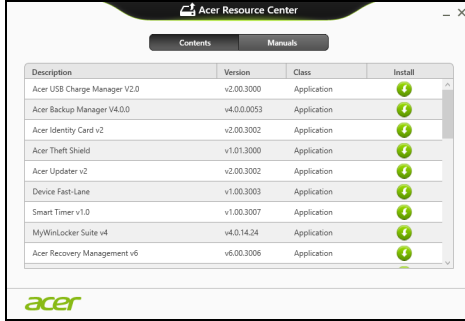 Acer Resource Center
Contents Manuals
Description Version Class Install
Acer USB Charge Manager V2.0 v2.00.3000 Application
Acer Backup Manager V4.0.0 v4.0.0.0053 Application
Acer Identity Card v2 v2.00.3002 Application
Acer Theft Shield v1.01.3000 Application
Acer Updater v2 v2.00.3002 Application
Device Fast-Lane v1.00.3003 Application
Smart Timer v1.0 v1.00.3007 Application
MyWinLocker Suite v4 v4.0.14.24 Application
Acer Recovery Management v6 v6.00.3006 Application
acer